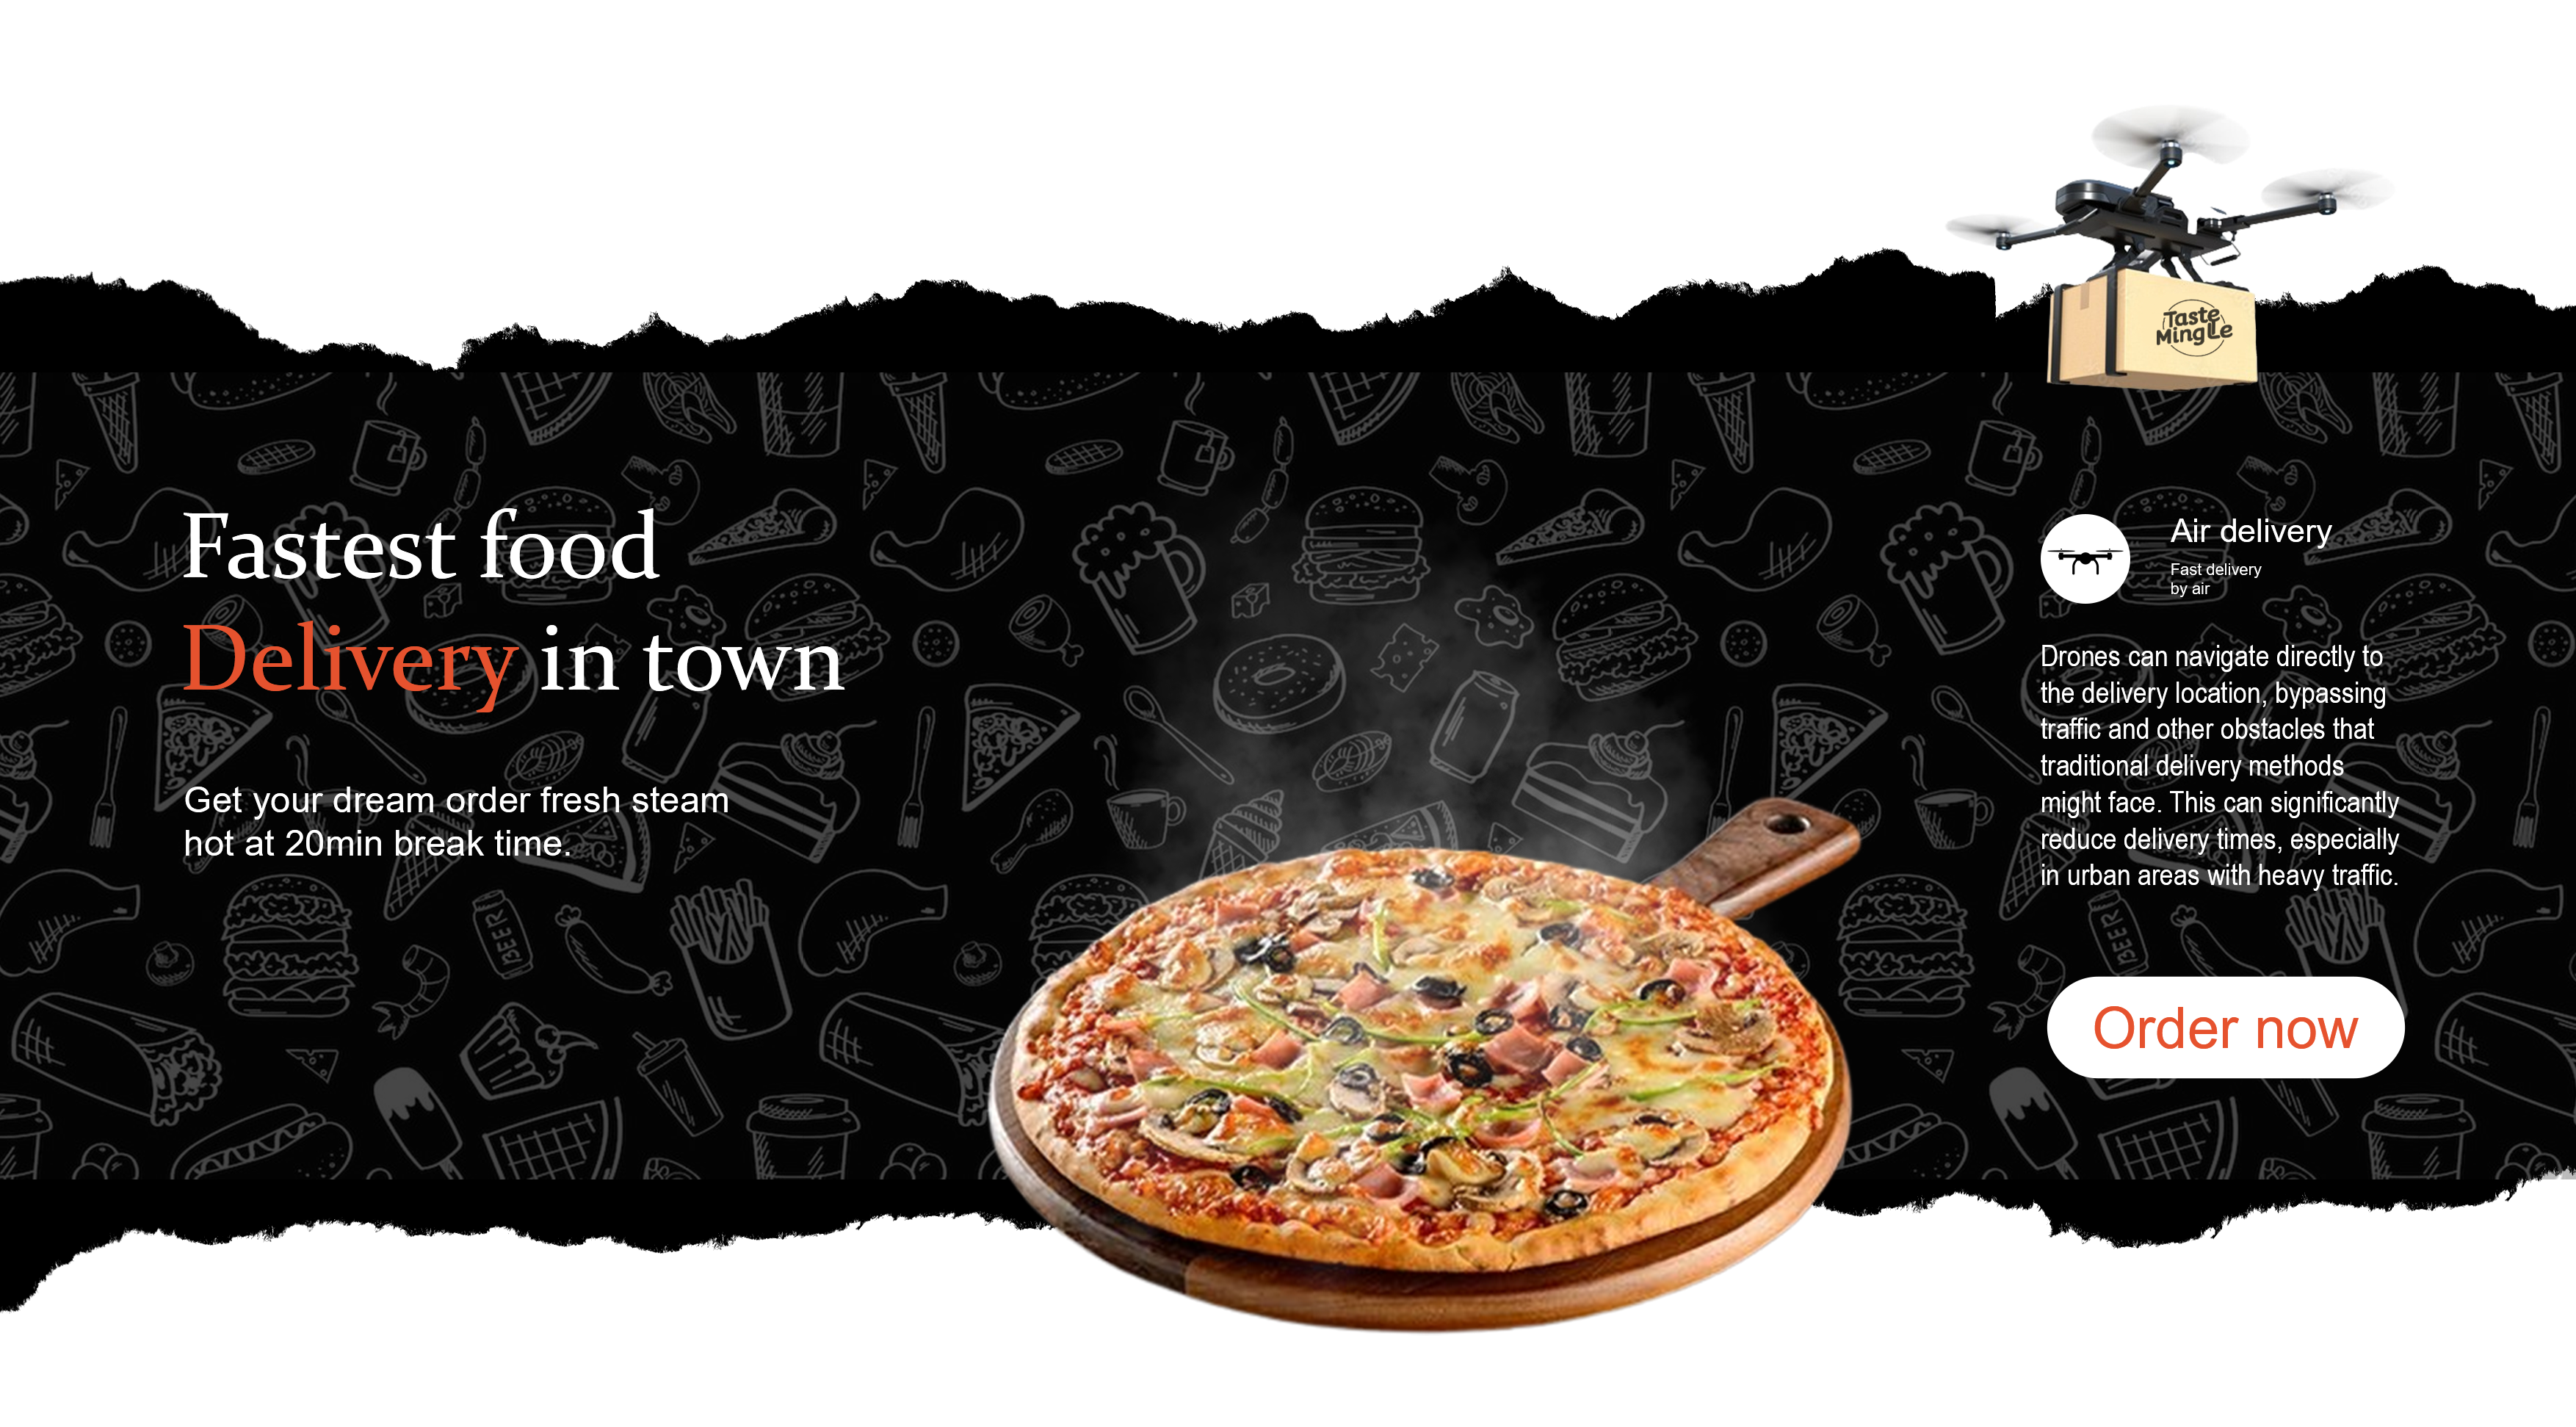 Taste
Mingle
Fastest food
Delivery in town
Get your dream order fresh steam
hot at 20min break time.
Air delivery
Fast delivery
by air
Drones can navigate directly to
the delivery location, bypassing
traffic and other obstacles that
traditional delivery methods
might face. This can significantly
reduce delivery times, especially
in urban areas with heavy traffic.
BEER
BEER
Order now